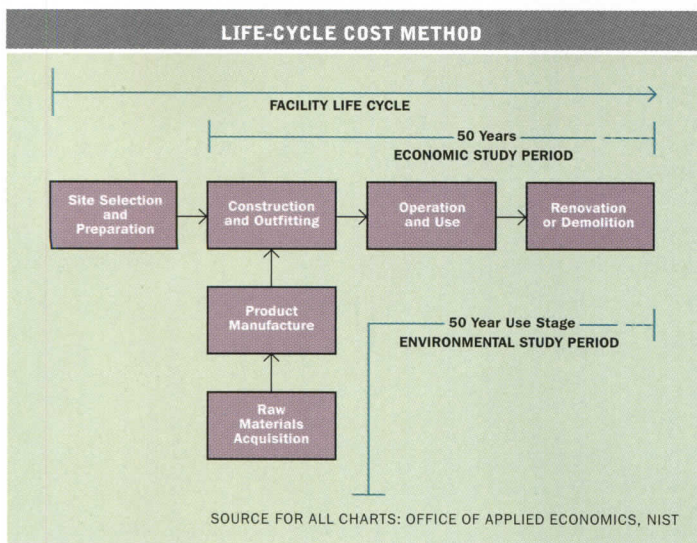 LIFE-CYCLE COST METHOD
FACILITY LIFE CYCLE
50 Years
ECONOMIC STUDY PERIOD
Site Selection
and
Preparation
Construction
and Outfitting
Operation
and Use
Renovation
or Demolition
Product
Manufacture
50 Year Use Stage
ENVIRONMENTAL STUDY PERIOD
Raw
Materials
Acquisition
SOURCE FOR ALL CHARTS: OFFICE OF APPLIED ECONOMICS, NIST